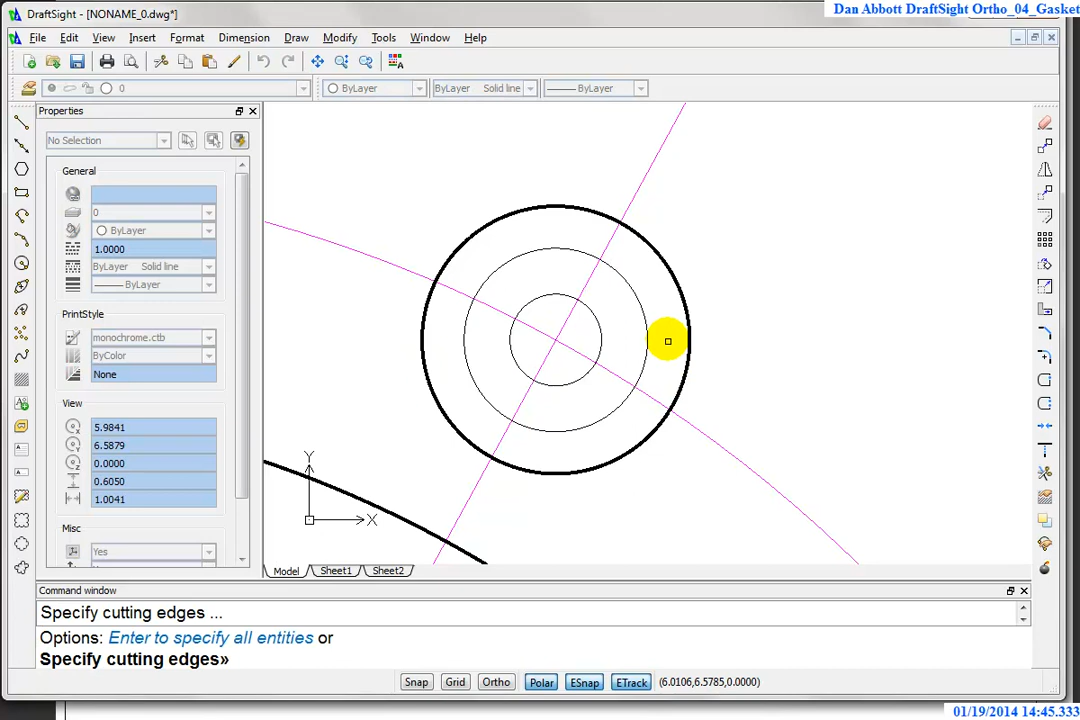 Dan Abbott DraftSight Ortho_04_Gasket
DraftSight - [NONAME_0.dwg*]
File Edit View Insert Format Dimension Draw Modify Tools Window Help
0 ByLayer ByLayer Solid line ByLayer
Properties
No Selection
General
0
ByLayer
1.0000
ByLayer Solid line
ByLayer
PrintStyle
monochrome.ctb
ByColor
None
View
5.9841
6.5879
0.0000
0.6050
1.0041
Misc
Yes
Y
X
Model Sheet1 Sheet2
Command window
Specify cutting edges ...
Options: Enter to specify all entities or
Specify cutting edges»
Snap Grid Ortho Polar ESnap ETrack (6.0106,6.5785,0.0000)
01/19/2014 14:45.333